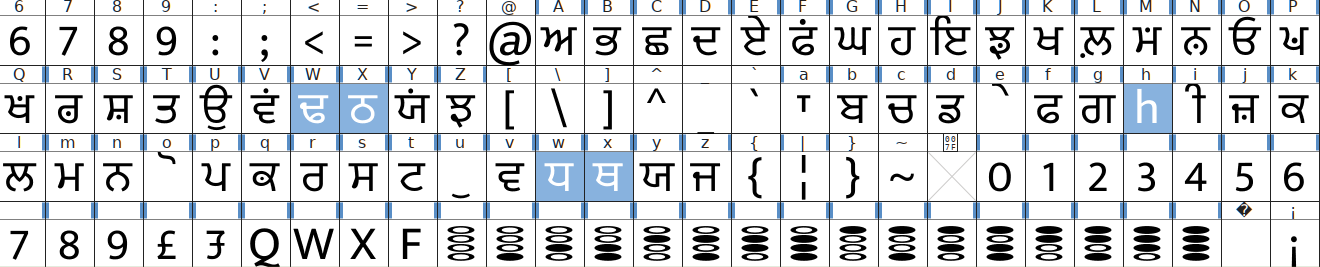 6 7 8 9 : ; < = > ? @ A B C D E F G H I J K L M N O P
6 7 8 9 : ; < = > ? @ ਅ ਭ ਛ ਦ ਏ ਫਂ ਘ ਹ ਇ ਝ ਖ ਲ਼ ਨ ਓ
Q R S T U V W X Y Z [ \ ] ^ _ ` a b c d e f g h i j k
ਖ਼ ਸ਼ ਤ ਉ ਵਂ ਢ ਠ ਯਂ ਝ [ \ ] ^ _ ` ਬ ਚ ਡ ਫ ਗ h ੀ ਜ਼ ਕ
l m n o p q r s t u v w x y z { | } ~
ਲ ਮ ਨ ਪ ਰ ਸ ਟ ਵ ਧ ਥ ਯ ਜ { ¦ } ~ 0 1 2 3 4 5 6
� ¡
7 8 9 £ Q W X F ¡